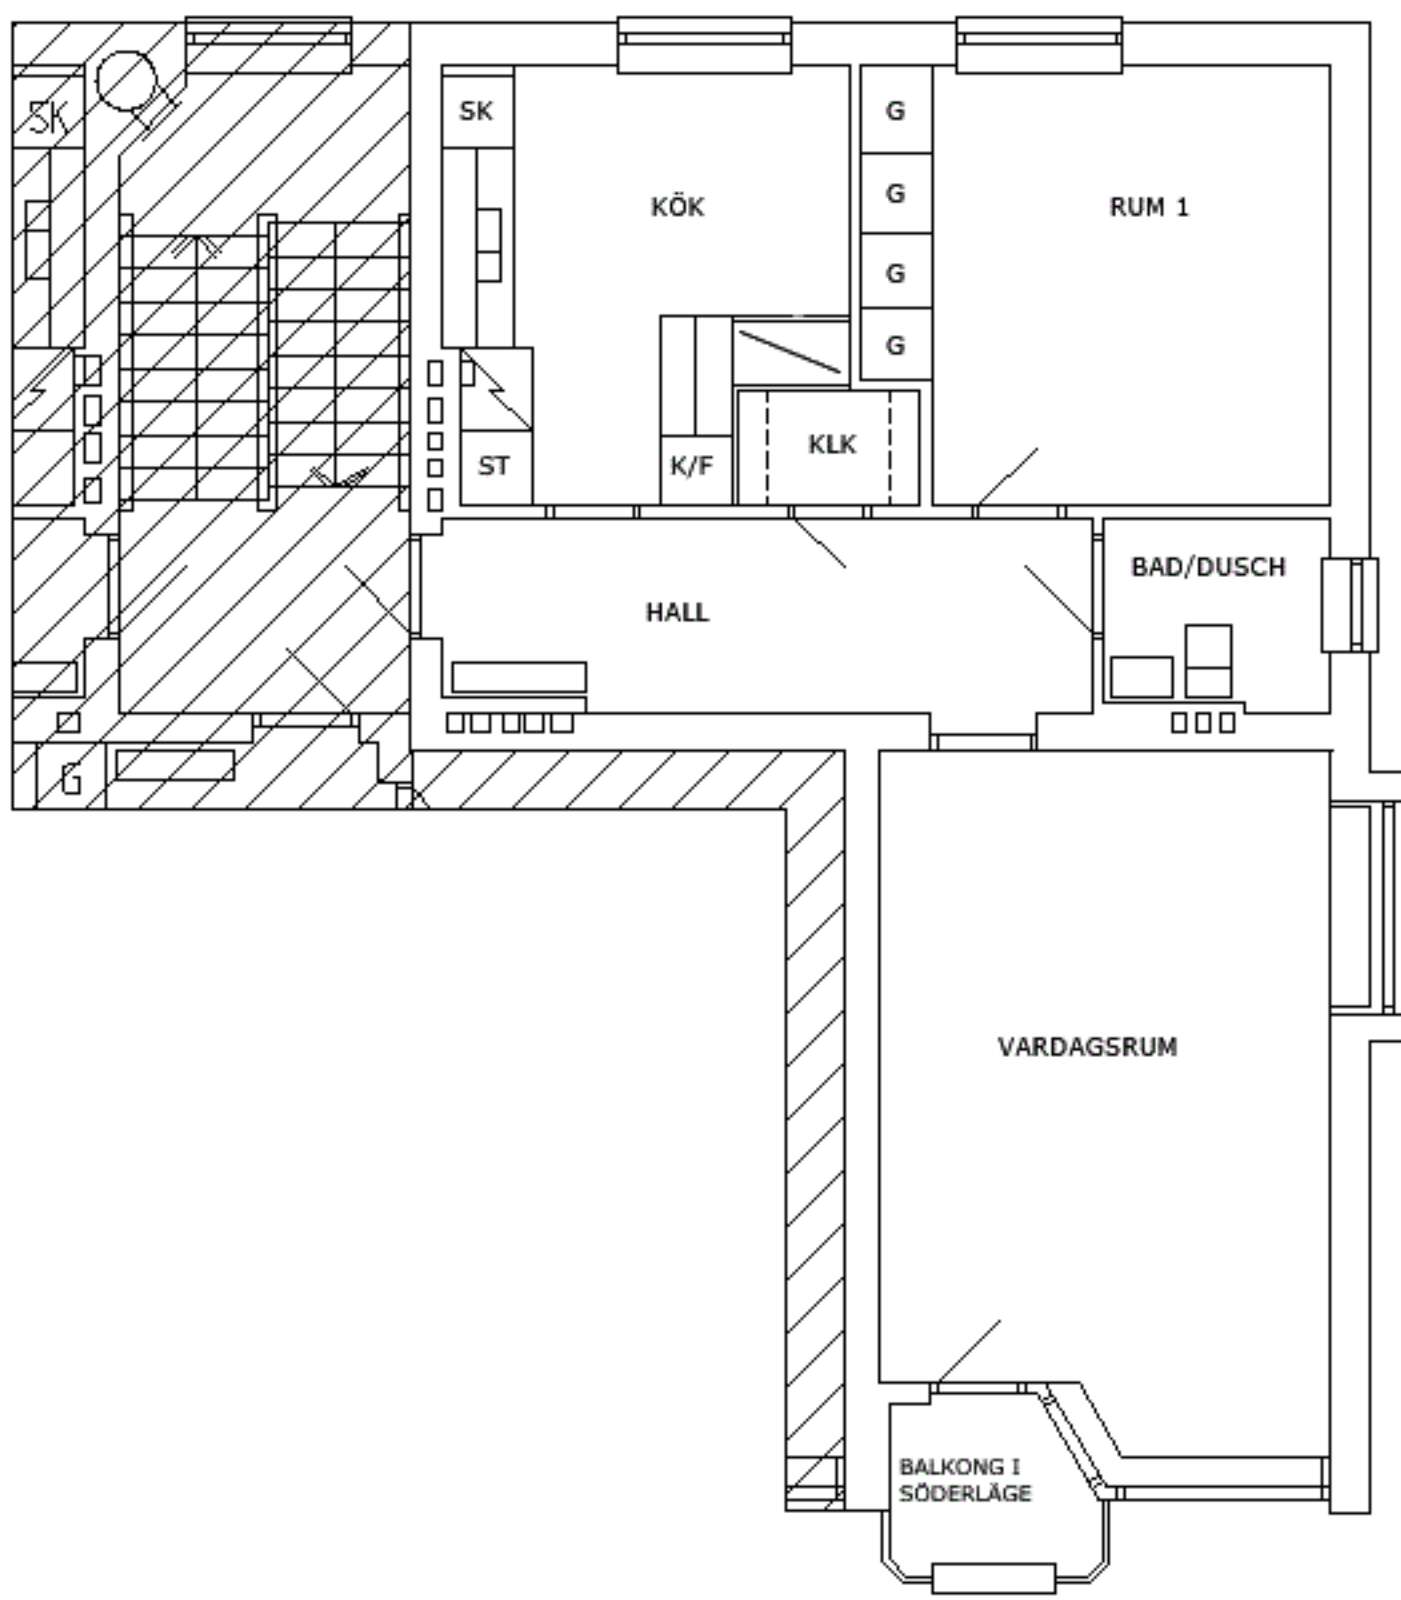 SK
SK
G
KÖK
G
RUM 1
G
G
KLK
ST
K/F
BAD/DUSCH
HALL
G
VARDAGSRUM
BALKONG I
SÖDERLÄGE